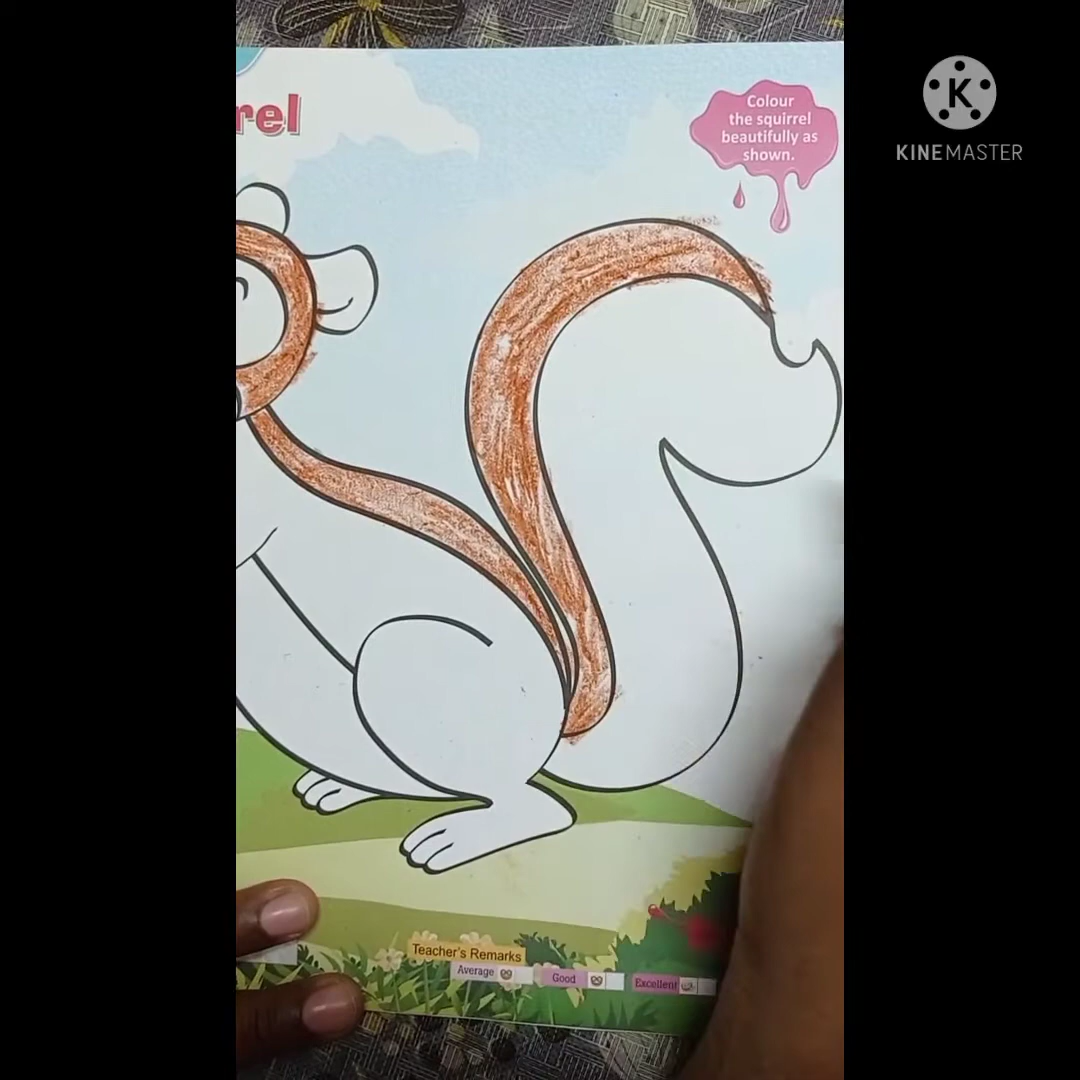 rel
Colour
the squirrel
beautifully as
shown.
K
KINEMASTER
Teacher's Remarks
Average
Good
Excellent